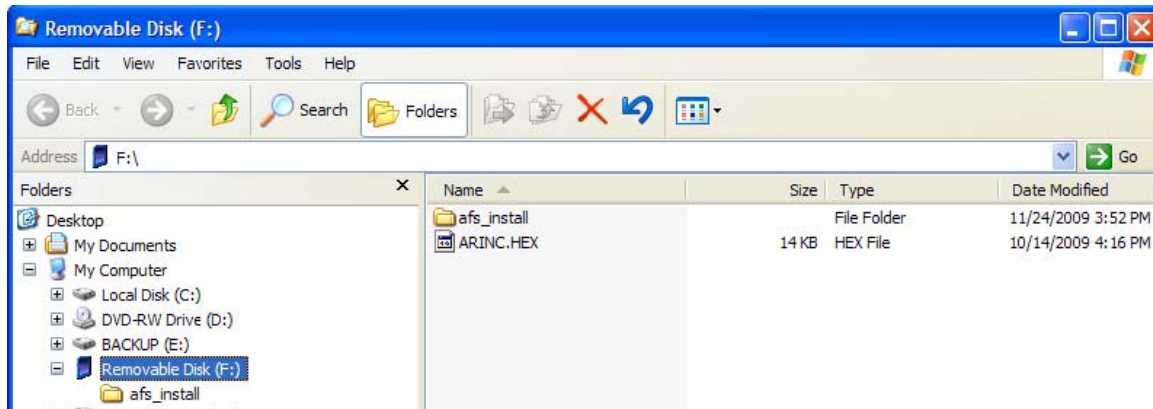 Removable Disk (F:)
File Edit View Favorites Tools Help
Back Search Folders
Address F:\ Go
Folders x Name Size Type Date Modified
Desktop
My Documents
My Computer
Local Disk (C:)
DVD-RW Drive (D:)
BACKUP (E:)
Removable Disk (F:)
afs_install
afs_install File Folder 11/24/2009 3:52 PM
ARINC.HEX 14 KB HEX File 10/14/2009 4:16 PM